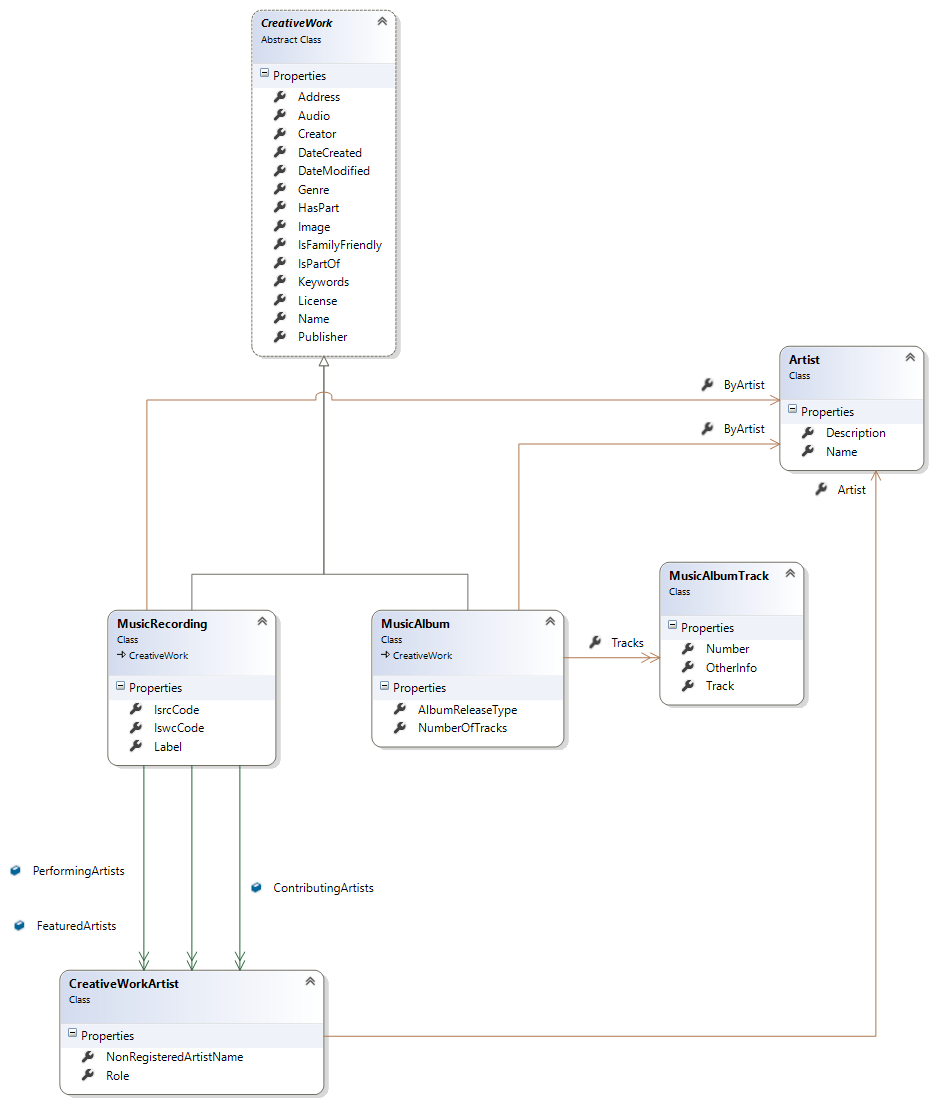 CreativeWork
Abstract Class
Properties
Address
Audio
Creator
DateCreated
DateModified
Genre
HasPart
Image
IsFamilyFriendly
IsPartOf
Keywords
License
Name
Publisher
Artist
Class
Properties
Description
Name
ByArtist
ByArtist
Artist
MusicAlbumTrack
Class
Properties
Number
OtherInfo
Track
MusicRecording
Class
CreativeWork
Properties
IsrcCode
IswcCode
Label
MusicAlbum
Class
CreativeWork
Properties
AlbumReleaseType
NumberOfTracks
Tracks
PerformingArtists
ContributingArtists
FeaturedArtists
CreativeWorkArtist
Class
Properties
NonRegisteredArtistName
Role